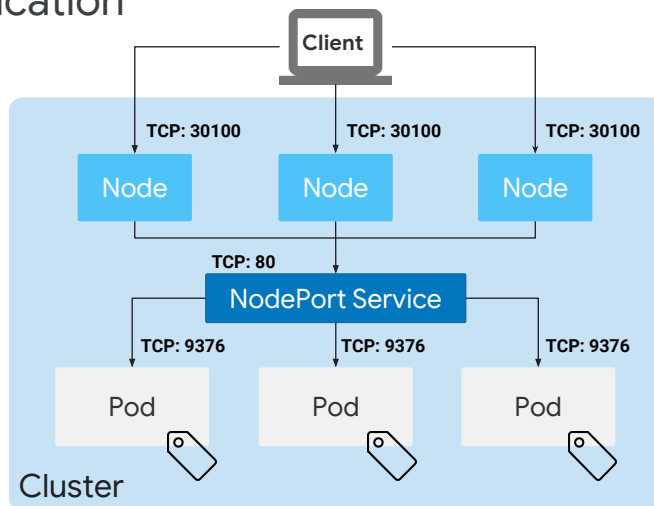 Client
TCP: 30100 TCP: 30100 TCP: 30100
Node Node Node
TCP: 80
NodePort Service
TCP: 9376 TCP: 9376 TCP: 9376
Pod Pod Pod
Cluster